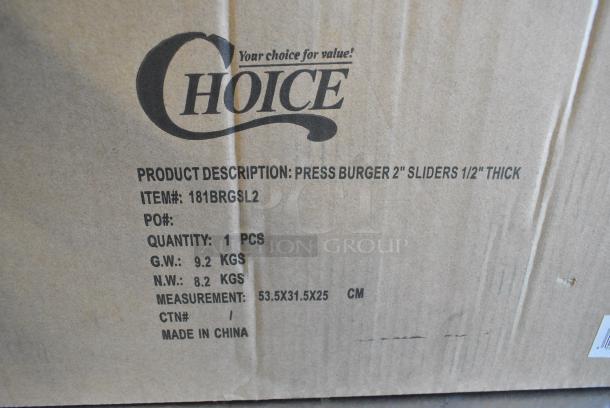 Your choice for value!
CHOICE
PRODUCT DESCRIPTION: PRESS BURGER 2" SLIDERS 1/2" THICK
ITEM#: 181BRGSL2
PO#:
QUANTITY: 1 PCS
G.W.: 9.2 KGS
N.W.: 8.2 KGS
MEASUREMENT: 53.5X31.5X25 CM
CTN# /
MADE IN CHINA